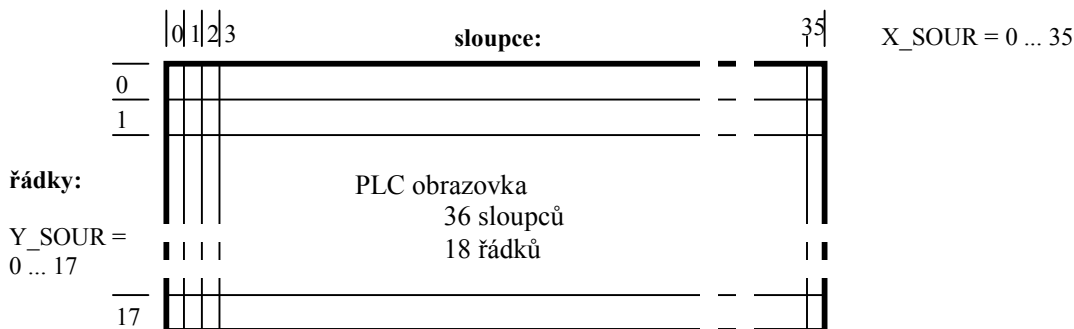 0 1 2 3 sloupce: 35 X_SOUR = 0 ... 35
0
1
řádky:
PLC obrazovka
36 sloupců
Y_SOUR =
18 řádků
0 ... 17
17